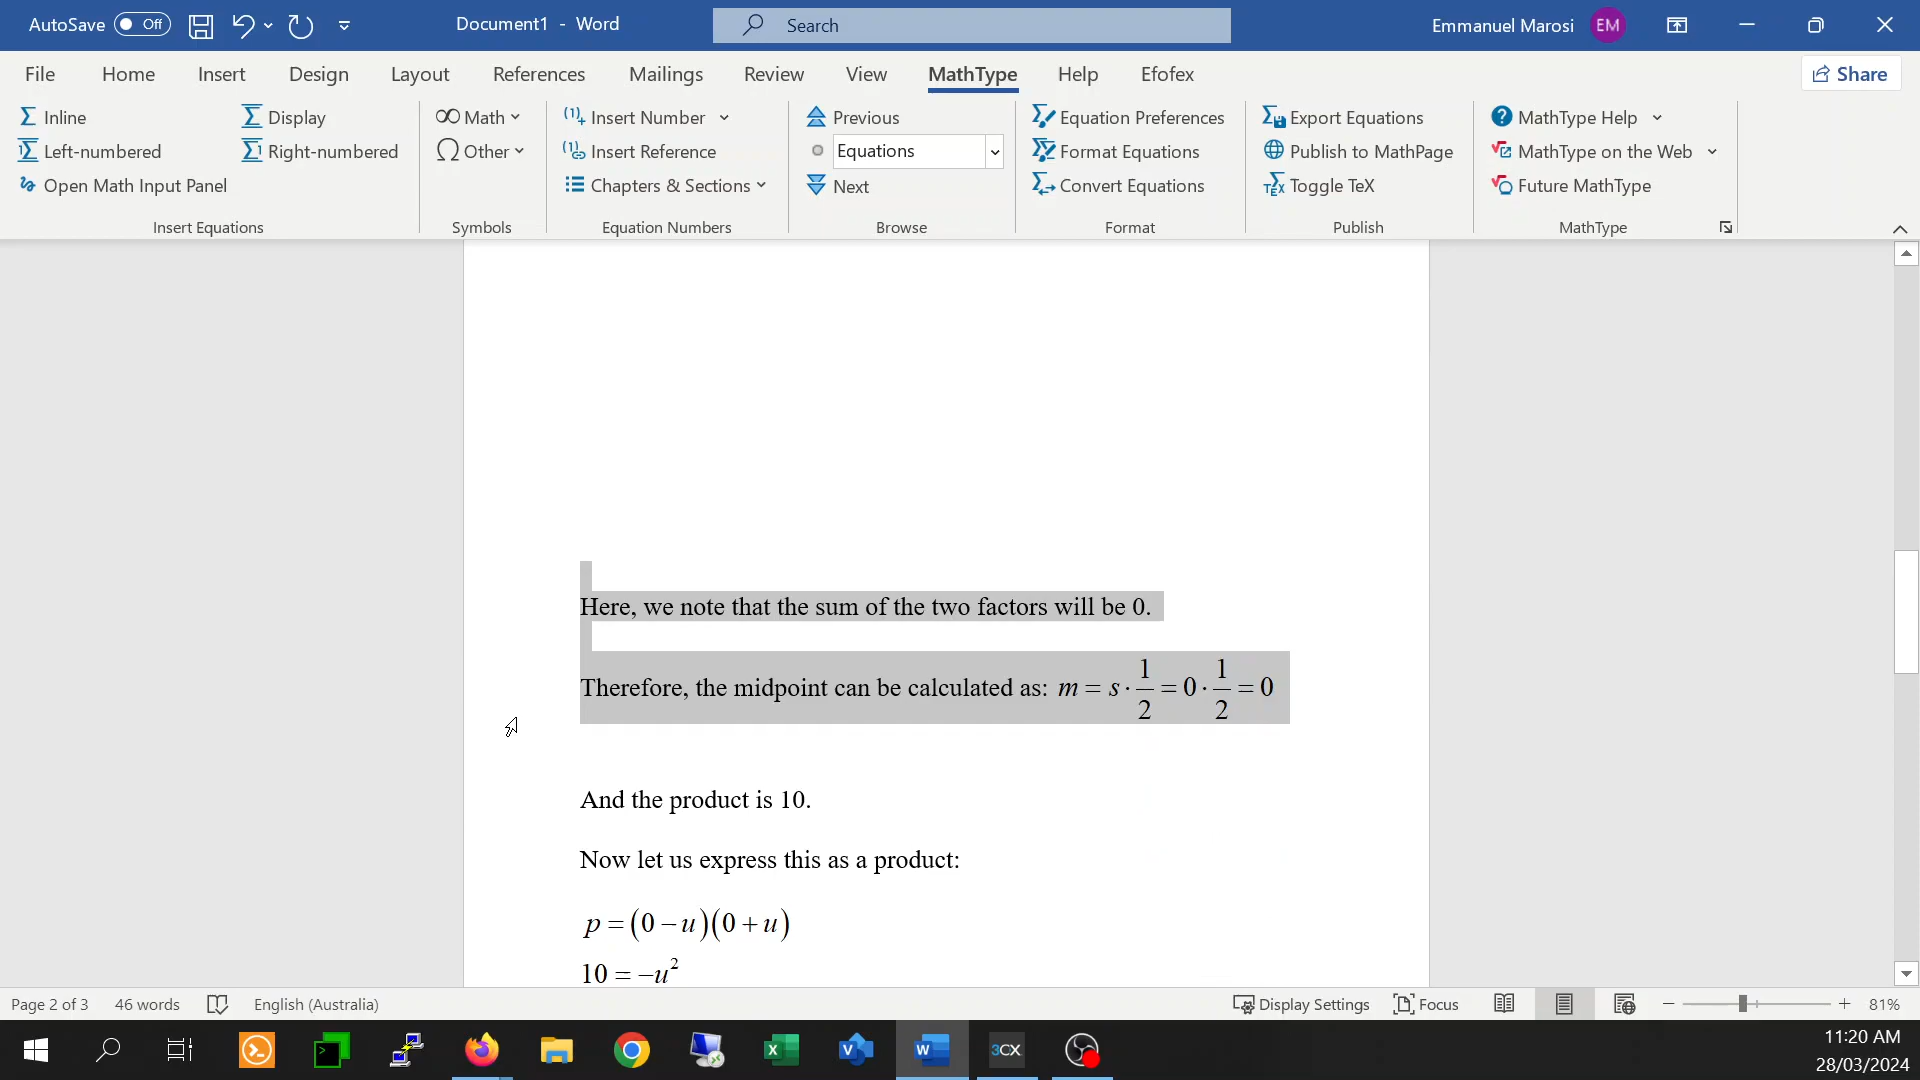 AutoSave Off Document1 - Word Search Emmanuel Marosi EM
File Home Insert Design Layout References Mailings Review View MathType Help Efofex Share
Inline Display Math Insert Number Previous Equation Preferences Export Equations MathType Help
Left-numbered Right-numbered Other Insert Reference Equations Format Equations Publish to MathPage MathType on the Web
Open Math Input Panel Chapters & Sections Next Convert Equations Toggle TeX Future MathType
Insert Equations Symbols Equation Numbers Browse Format Publish MathType
Here, we note that the sum of the two factors will be 0.
Therefore, the midpoint can be calculated as: m = s · 1/2 = 0 · 1/2 = 0
And the product is 10.
Now let us express this as a product:
p = (0 − u)(0 + u)
10 = −u²
Page 2 of 3 46 words English (Australia) Display Settings Focus 81%
3CX 11:20 AM
28/03/2024